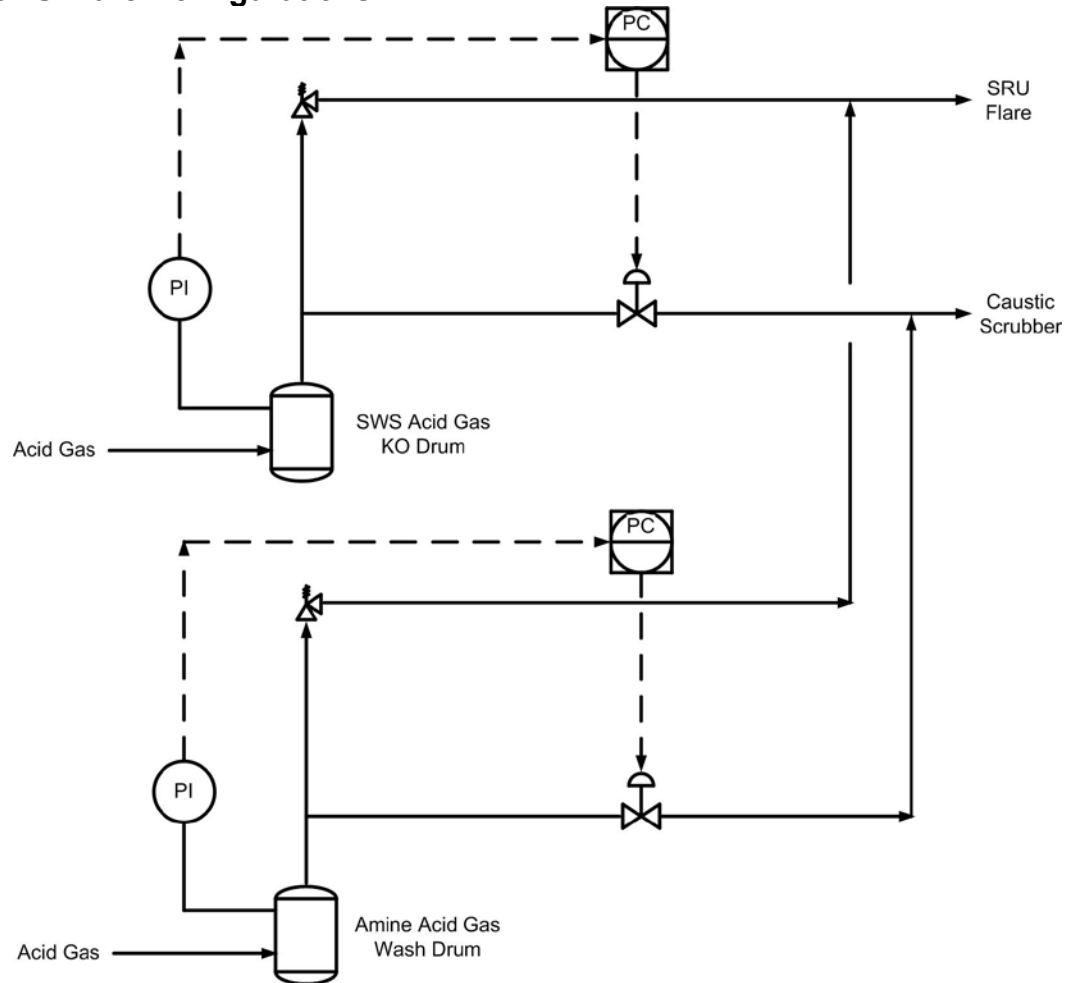 PC
SRU
Flare
PI
Caustic
Scrubber
SWS Acid Gas
KO Drum
Acid Gas
PC
PI
Amine Acid Gas
Wash Drum
Acid Gas